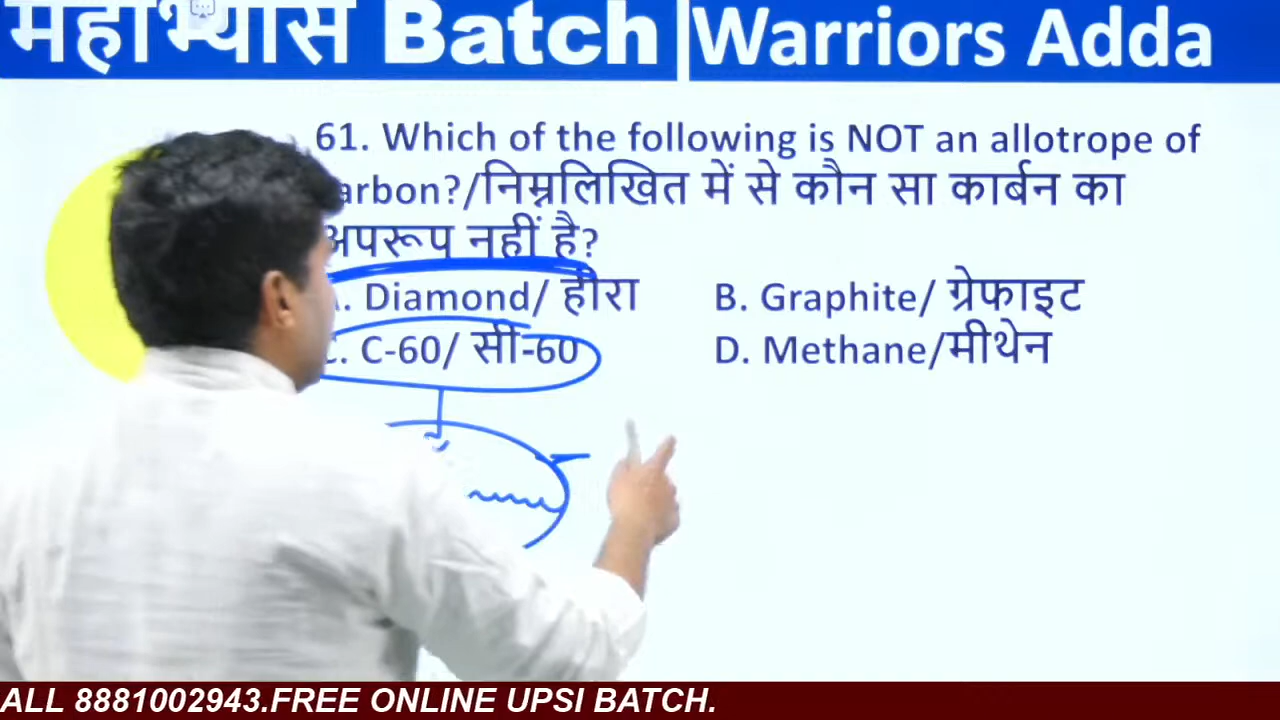 महाभ्यास Batch Warriors Adda
61. Which of the following is NOT an allotrope of
arbon?/निम्नलिखित में से कौन सा कार्बन का
अपरूप नहीं है?
A. Diamond/ हीरा B. Graphite/ ग्रेफाइट
C. C-60/ सी-60 D. Methane/मीथेन
ALL 8881002943.FREE ONLINE UPSI BATCH.